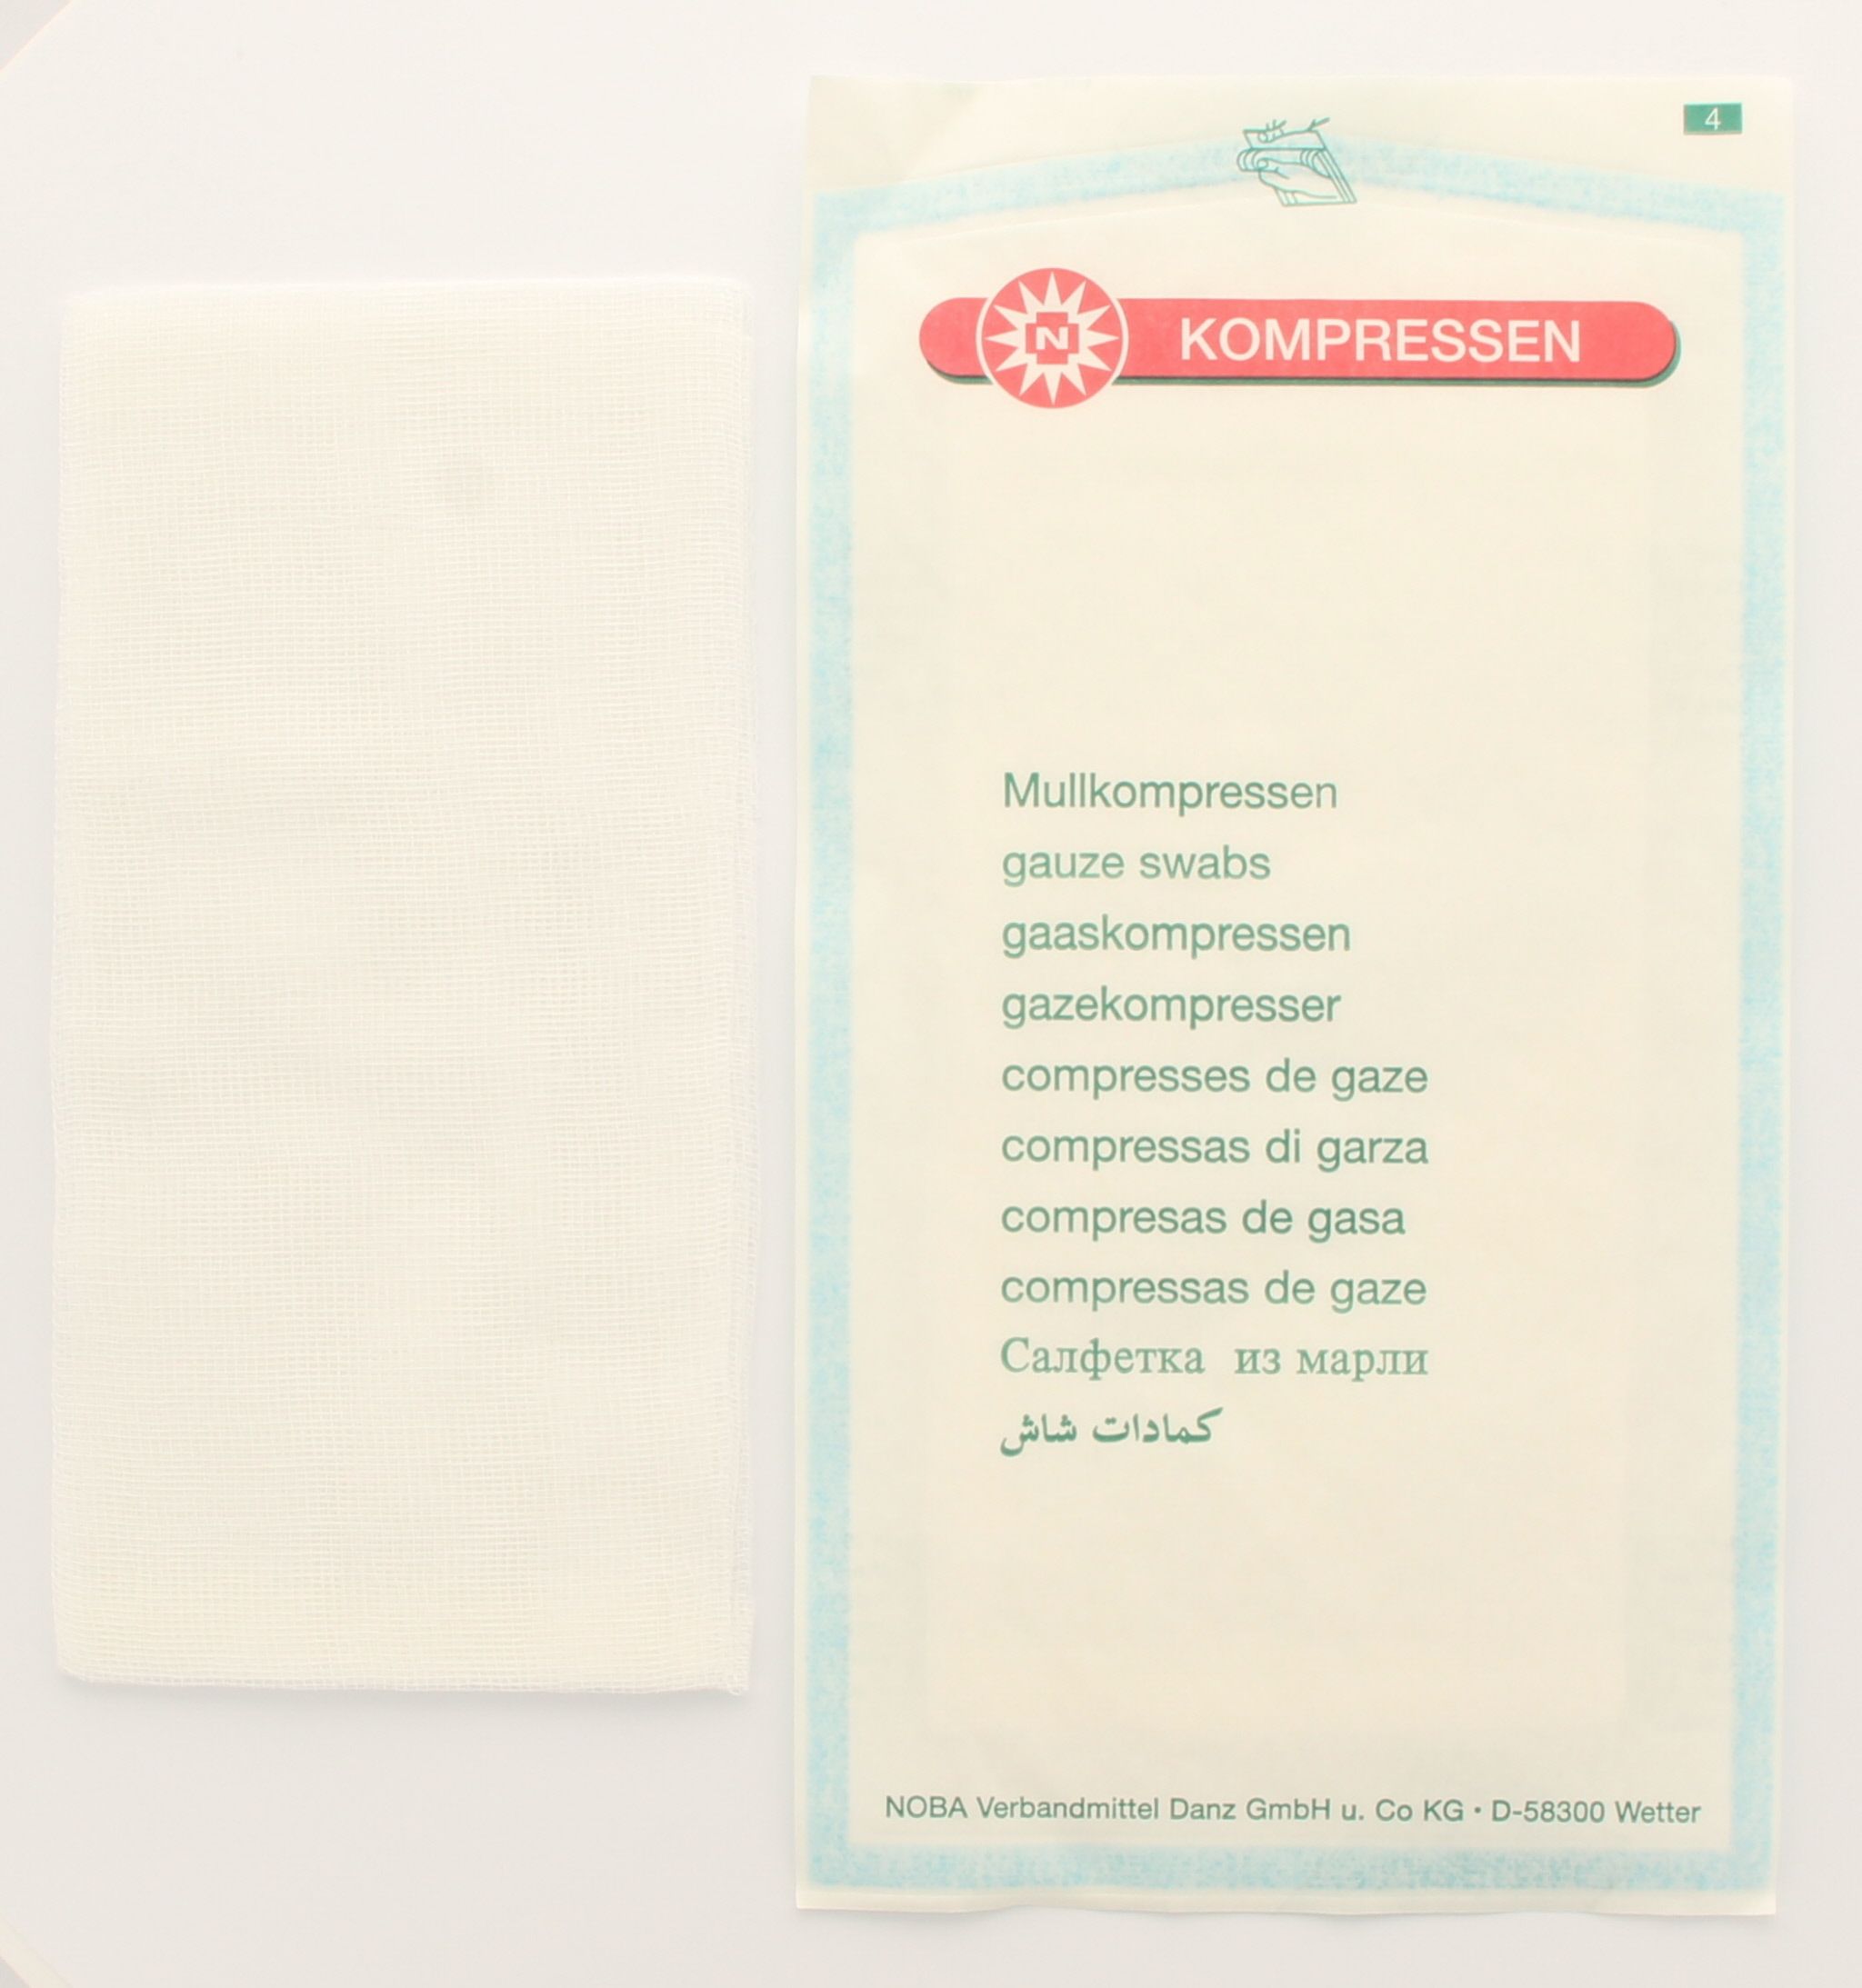 4
N KOMPRESSEN
Mullkompressen
gauze swabs
gaaskompressen
gazekompresser
compresses de gaze
compressas di garza
compresas de gasa
compressas de gaze
Салфетка из марли
كمادات شاش
NOBA Verbandmittel Danz GmbH u. Co KG • D-58300 Wetter